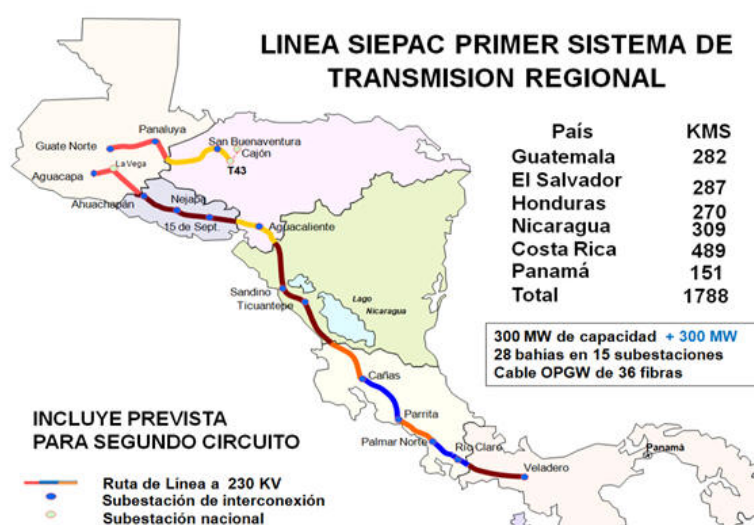 LINEA SIEPAC PRIMER SISTEMA DE
TRANSMISION REGIONAL
País KMS
Guatemala 282
El Salvador 287
Honduras 270
Nicaragua 309
Costa Rica 489
Panamá 151
Total 1788
300 MW de capacidad + 300 MW
28 bahias en 15 subestaciones
Cable OPGW de 36 fibras
Panaluya
Guate Norte
San Buenaventura
Cajón
La Vega
T43
Aguacapa
Ahuachapán
Nejapa
15 de Sept.
Aguacaliente
Sandino
Ticuantepe
Lago
Nicaragua
Cañas
Parrita
Palmar Norte
Río Claro
Veladero
Panamá
INCLUYE PREVISTA
PARA SEGUNDO CIRCUITO
Ruta de Línea a 230 KV
Subestación de interconexión
Subestación nacional